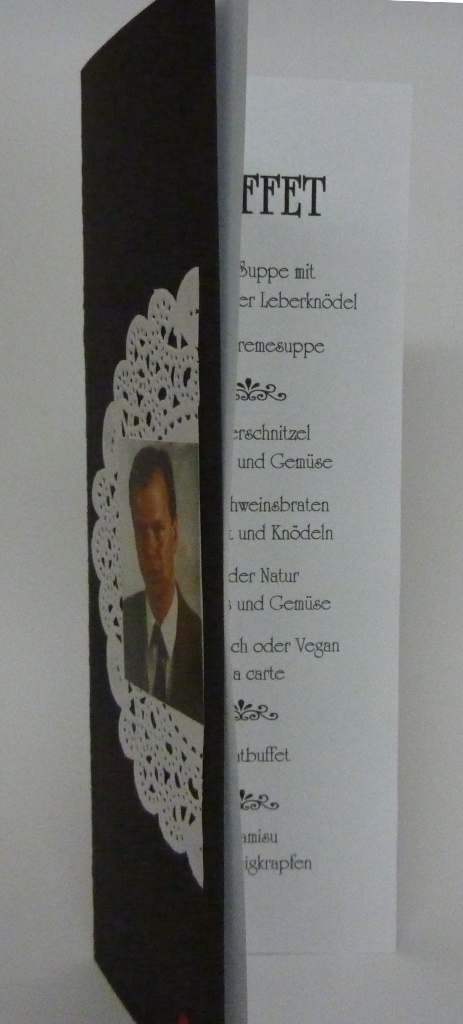 FFET
Suppe mit
er Leberknödel
remesuppe
erschnitzel
und Gemüse
hweinsbraten
t und Knödeln
der Natur
s und Gemüse
ch oder Vegan
a carte
tbuffet
amisu
igkrapfen